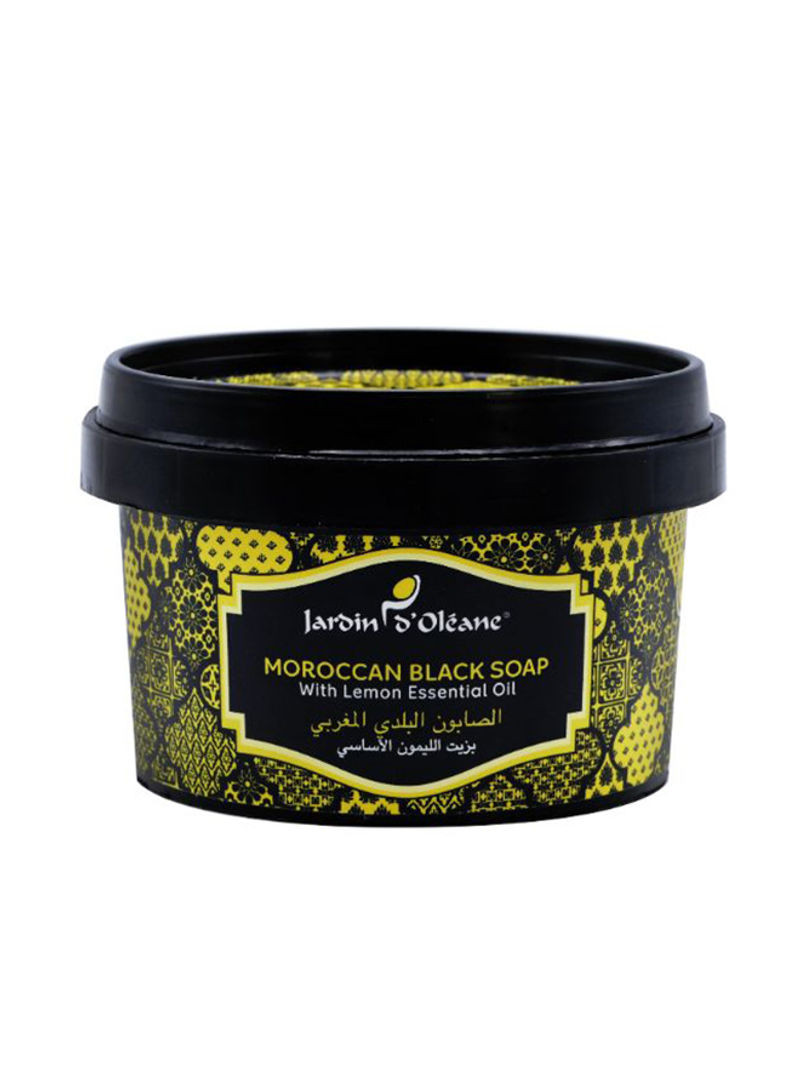 Jardin d'Oléane®
MOROCCAN BLACK SOAP
With Lemon Essential Oil
الصابون البلدي المغربي
بزيت الليمون الأساسي